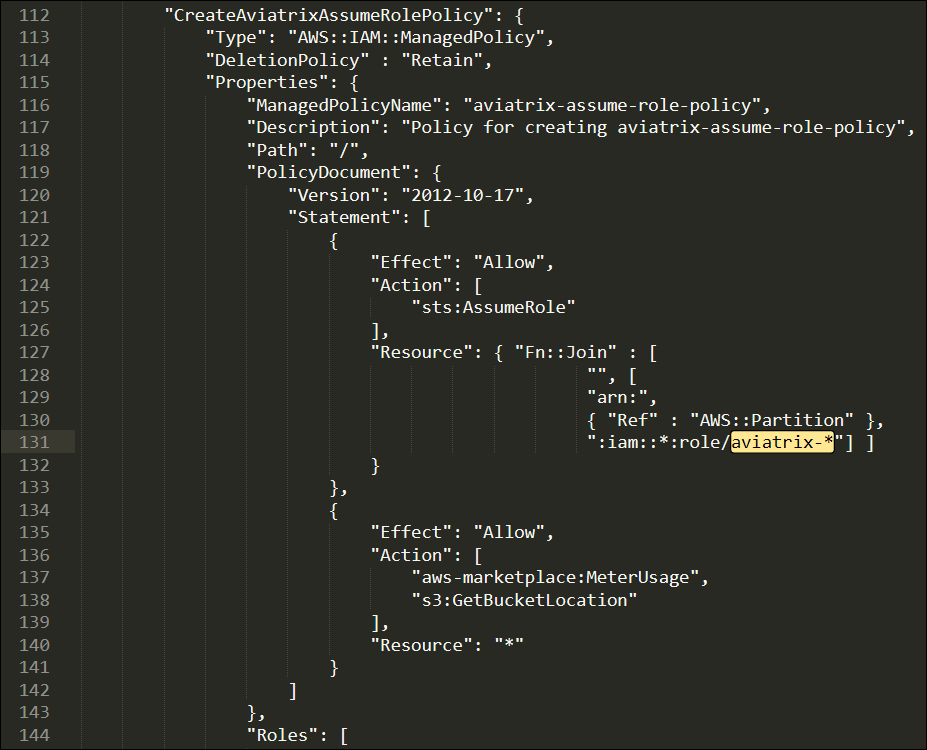 112 "CreateAviatrixAssumeRolePolicy": {
113 "Type": "AWS::IAM::ManagedPolicy",
114 "DeletionPolicy" : "Retain",
115 "Properties": {
116 "ManagedPolicyName": "aviatrix-assume-role-policy",
117 "Description": "Policy for creating aviatrix-assume-role-policy",
118 "Path": "/",
119 "PolicyDocument": {
120 "Version": "2012-10-17",
121 "Statement": [
122 {
123 "Effect": "Allow",
124 "Action": [
125 "sts:AssumeRole"
126 ],
127 "Resource": { "Fn::Join" : [
128 "", [
129 "arn:",
130 { "Ref" : "AWS::Partition" },
131 ":iam::*:role/aviatrix-*"] ]
132 }
133 },
134 {
135 "Effect": "Allow",
136 "Action": [
137 "aws-marketplace:MeterUsage",
138 "s3:GetBucketLocation"
139 ],
140 "Resource": "*"
141 }
142 ]
143 },
144 "Roles": [